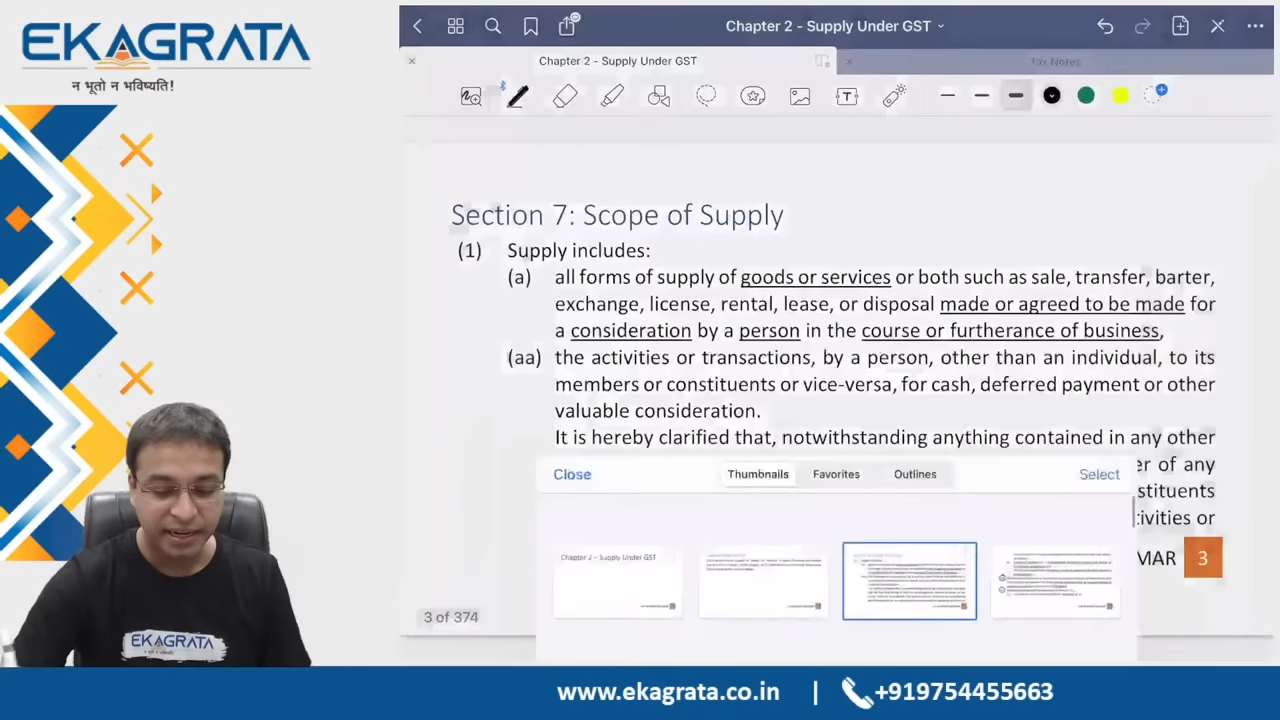 EKAGRATA
न भूतो न भविष्यति!
Chapter 2 - Supply Under GST
Chapter 2 - Supply Under GST
Tax Notes
Section 7: Scope of Supply
(1) Supply includes:
(a) all forms of supply of goods or services or both such as sale, transfer, barter,
exchange, license, rental, lease, or disposal made or agreed to be made for
a consideration by a person in the course or furtherance of business,
(aa) the activities or transactions, by a person, other than an individual, to its
members or constituents or vice-versa, for cash, deferred payment or other
valuable consideration.
It is hereby clarified that, notwithstanding anything contained in any other
er of any
stituents
tivities or
MAR 3
Close Thumbnails Favorites Outlines Select
Chapter 2 – Supply Under GST
3 of 374
EKAGRATA
www.ekagrata.co.in | +919754455663